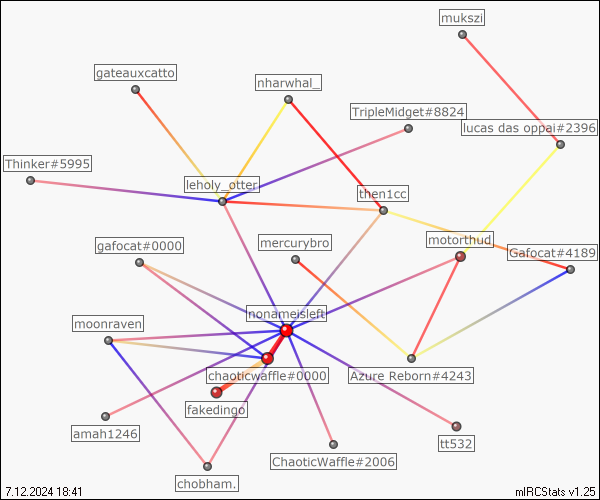 mukszi
gateauxcatto
nharwhal_
TripleMidget#8824
lucas das oppai#2396
Thinker#5995
leholy_otter
then1cc
gafocat#0000
mercurybro
motorthud
Gafocat#4189
nonameisleft
moonraven
chaoticwaffle#0000
Azure Reborn#4243
fakedingo
amah1246
tt532
ChaoticWaffle#2006
chobham.
7.12.2024 18:41
mIRCStats v1.25